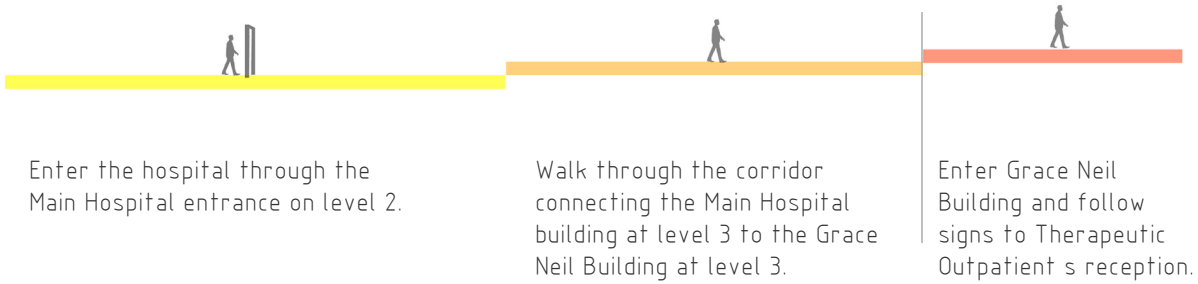 Enter the hospital through the
Main Hospital entrance on level 2.
Walk through the corridor
connecting the Main Hospital
building at level 3 to the Grace
Neil Building at level 3.
Enter Grace Neil
Building and follow
signs to Therapeutic
Outpatient s reception.